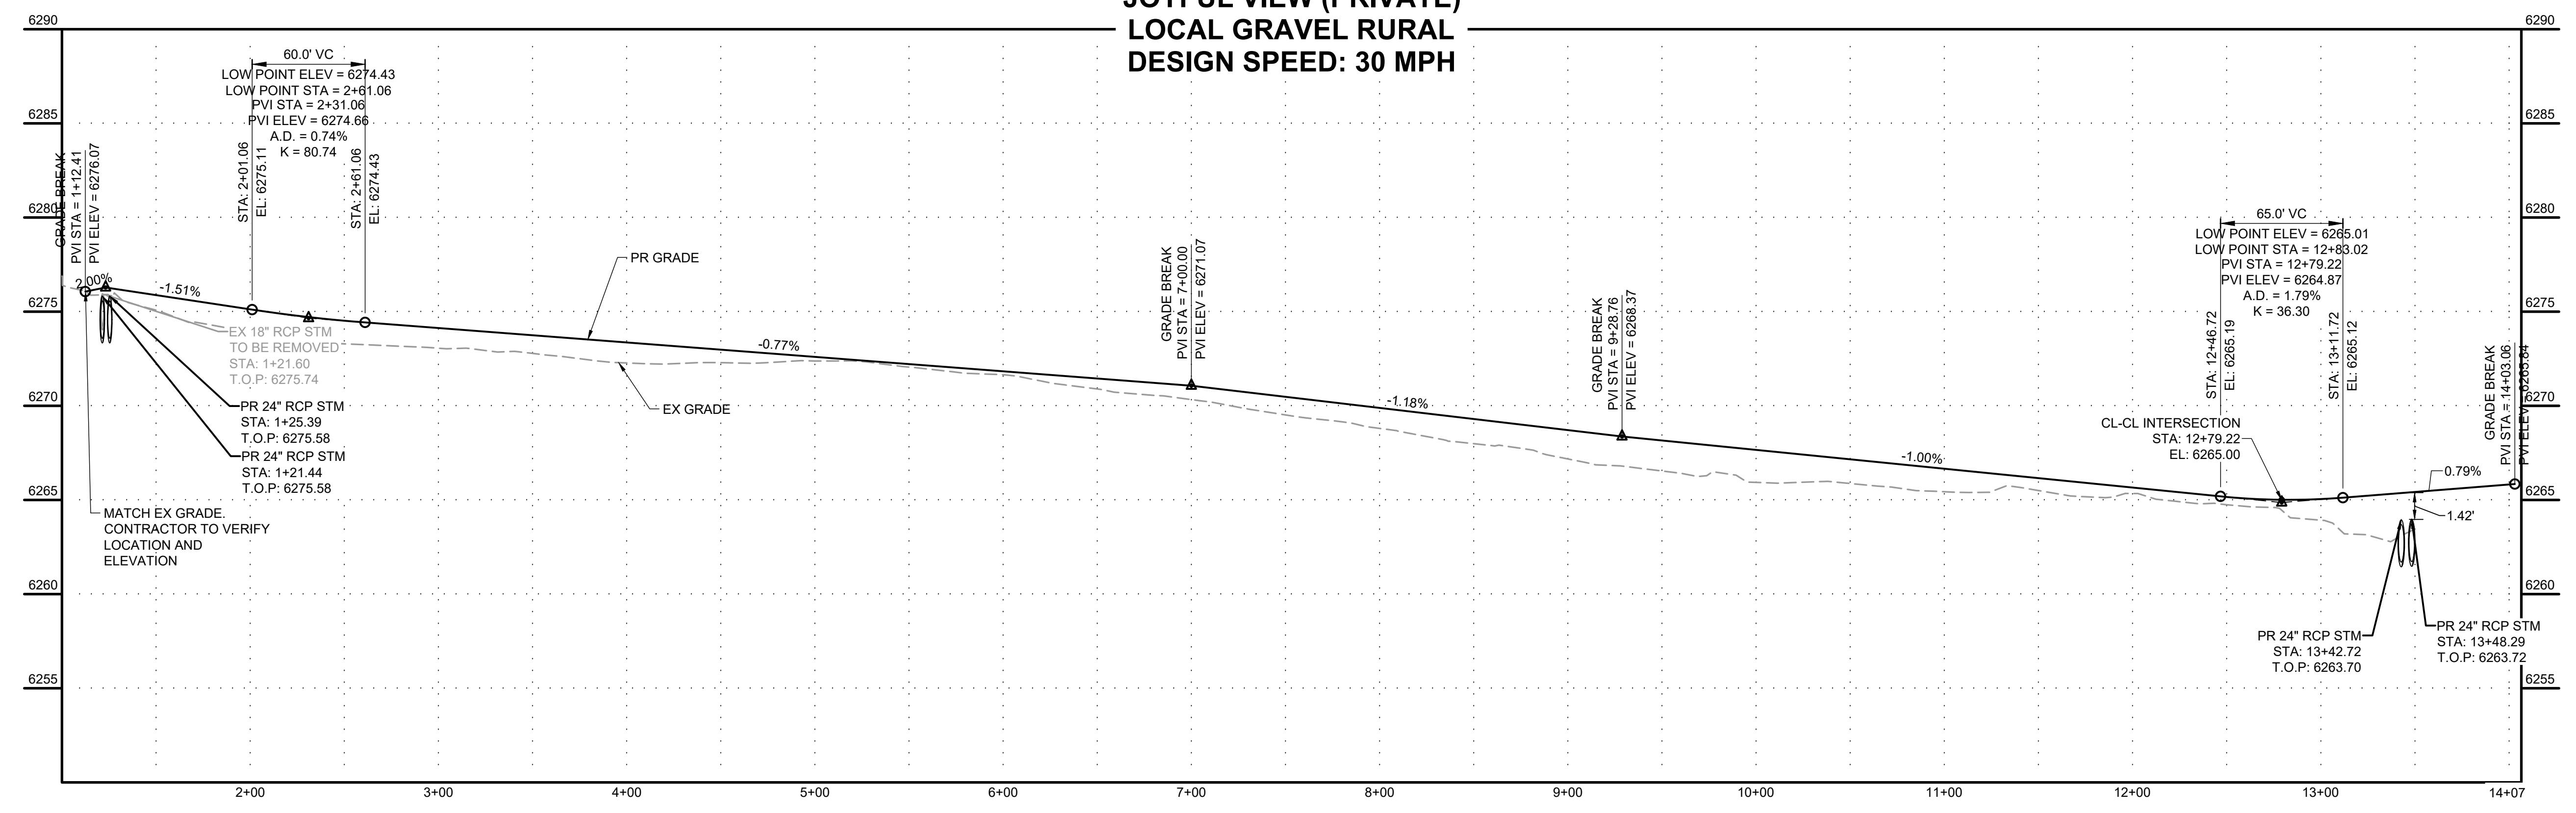 JOYFUL VIEW (PRIVATE)
LOCAL GRAVEL RURAL
DESIGN SPEED: 30 MPH
6290
6285
6280
6275
6270
6265
6260
6255
GRADE BREAK
PVI STA = 1+12.41
PVI ELEV = 6276.07
2.00%
-1.51%
60.0' VC
LOW POINT ELEV = 6274.43
LOW POINT STA = 2+61.06
PVI STA = 2+31.06
PVI ELEV = 6274.66
A.D. = 0.74%
K = 80.74
STA: 2+01.06
EL: 6275.11
STA: 2+61.06
EL: 6274.43
EX 18" RCP STM
TO BE REMOVED
STA: 1+21.60
T.O.P: 6275.74
PR 24" RCP STM
STA: 1+25.39
T.O.P: 6275.58
PR 24" RCP STM
STA: 1+21.44
T.O.P: 6275.58
MATCH EX GRADE.
CONTRACTOR TO VERIFY
LOCATION AND
ELEVATION
PR GRADE
EX GRADE
-0.77%
GRADE BREAK
PVI STA = 7+00.00
PVI ELEV = 6271.07
-1.18%
GRADE BREAK
PVI STA = 9+28.76
PVI ELEV = 6268.37
-1.00%
65.0' VC
LOW POINT ELEV = 6265.01
LOW POINT STA = 12+83.02
PVI STA = 12+79.22
PVI ELEV = 6264.87
A.D. = 1.79%
K = 36.30
STA: 12+46.72
EL: 6265.19
STA: 13+11.72
EL: 6265.12
CL-CL INTERSECTION
STA: 12+79.22
EL: 6265.00
GRADE BREAK
PVI STA = 14+03.06
PVI ELEV = 6265.84
0.79%
1.42'
PR 24" RCP STM
STA: 13+42.72
T.O.P: 6263.70
PR 24" RCP STM
STA: 13+48.29
T.O.P: 6263.72
6290
6285
6280
6275
6270
6265
6260
6255
2+00
3+00
4+00
5+00
6+00
7+00
8+00
9+00
10+00
11+00
12+00
13+00
14+07